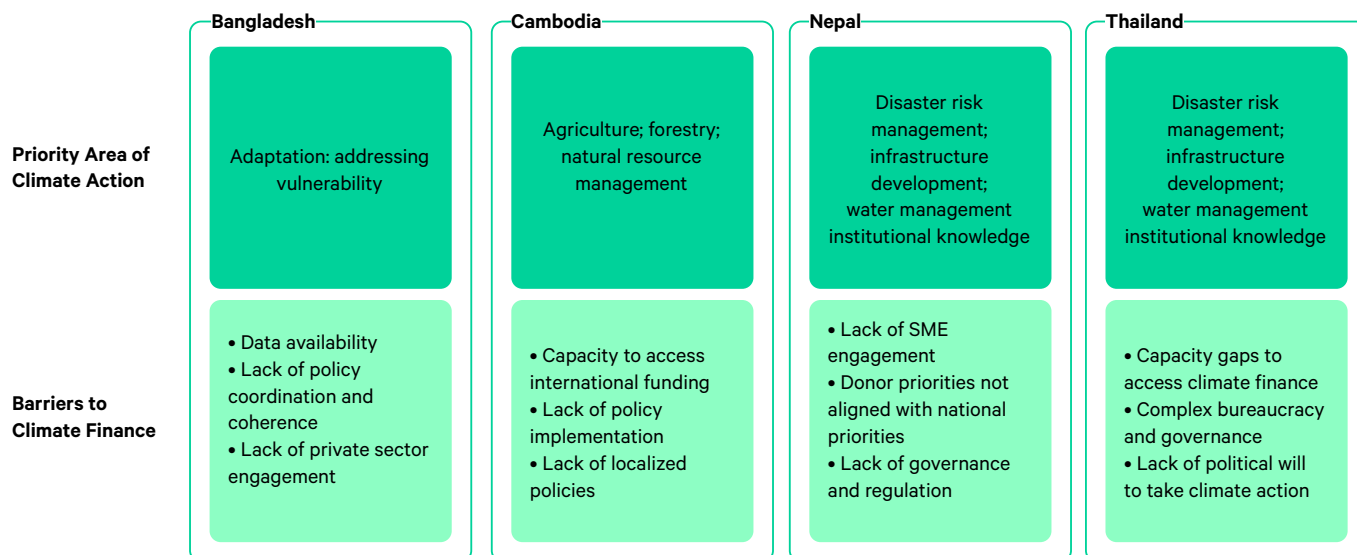 Bangladesh
Cambodia
Nepal
Thailand
Priority Area of
Climate Action
Adaptation: addressing
vulnerability
Agriculture; forestry;
natural resource
management
Disaster risk
management;
infrastructure
development;
water management
institutional knowledge
Disaster risk
management;
infrastructure
development;
water management
institutional knowledge
Barriers to
Climate Finance
• Data availability
• Lack of policy
coordination and
coherence
• Lack of private sector
engagement
• Capacity to access
international funding
• Lack of policy
implementation
• Lack of localized
policies
• Lack of SME
engagement
• Donor priorities not
aligned with national
priorities
• Lack of governance
and regulation
• Capacity gaps to
access climate finance
• Complex bureaucracy
and governance
• Lack of political will
to take climate action